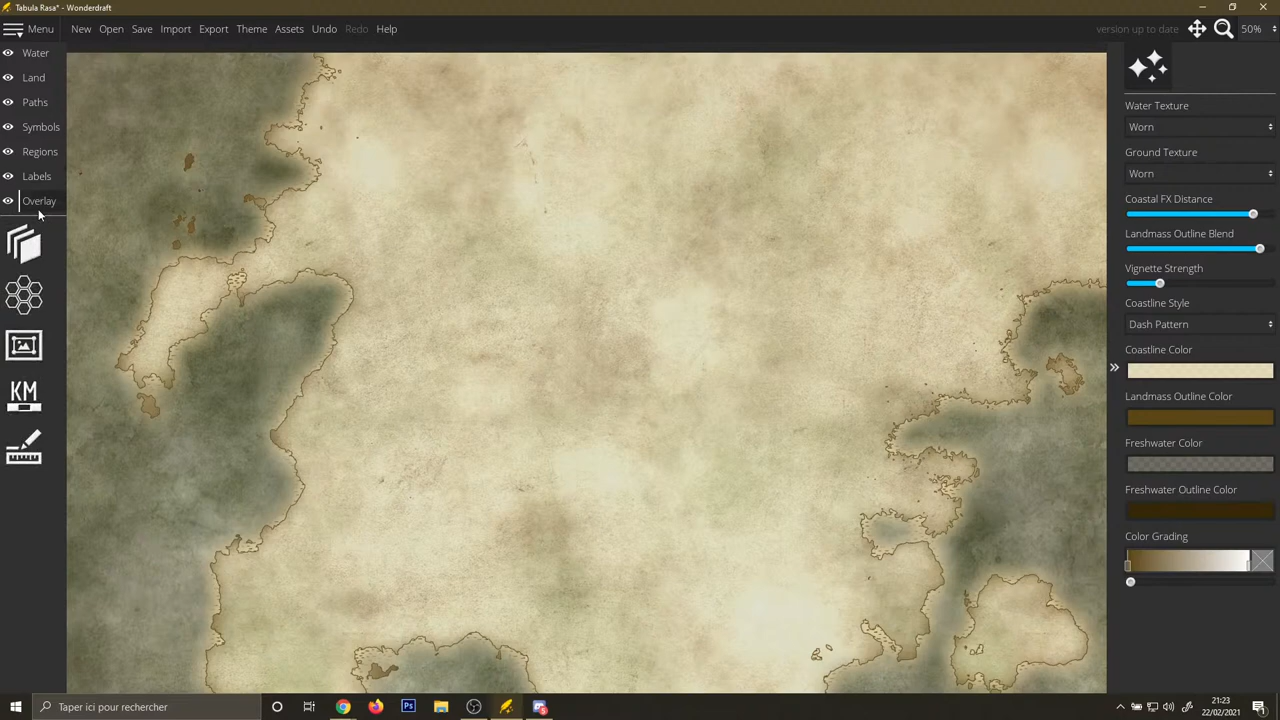 Tabula Rasa* - Wonderdraft
Menu New Open Save Import Export Theme Assets Undo Redo Help version up to date 50%
Water
Land
Paths
Symbols
Regions
Labels
Overlay
KM
Water Texture
Worn
Ground Texture
Worn
Coastal FX Distance
Landmass Outline Blend
Vignette Strength
Coastline Style
Dash Pattern
Coastline Color
Landmass Outline Color
Freshwater Color
Freshwater Outline Color
Color Grading
Taper ici pour rechercher
Ps
21:23
22/02/2021
1